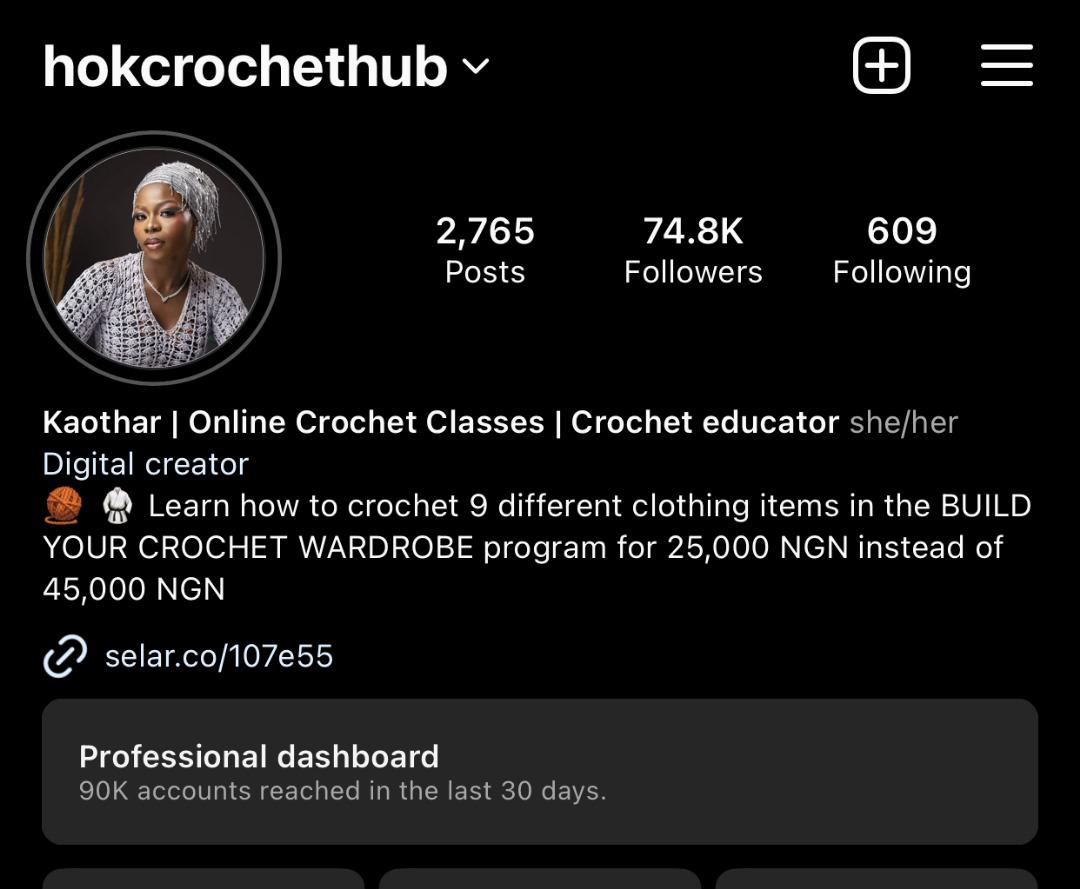 hokcrochethub
2,765
74.8K
609
Posts
Followers
Following
Kaothar | Online Crochet Classes | Crochet educator she/her
Digital creator
🧶 🥋 Learn how to crochet 9 different clothing items in the BUILD
YOUR CROCHET WARDROBE program for 25,000 NGN instead of
45,000 NGN
selar.co/107e55
Professional dashboard
90K accounts reached in the last 30 days.